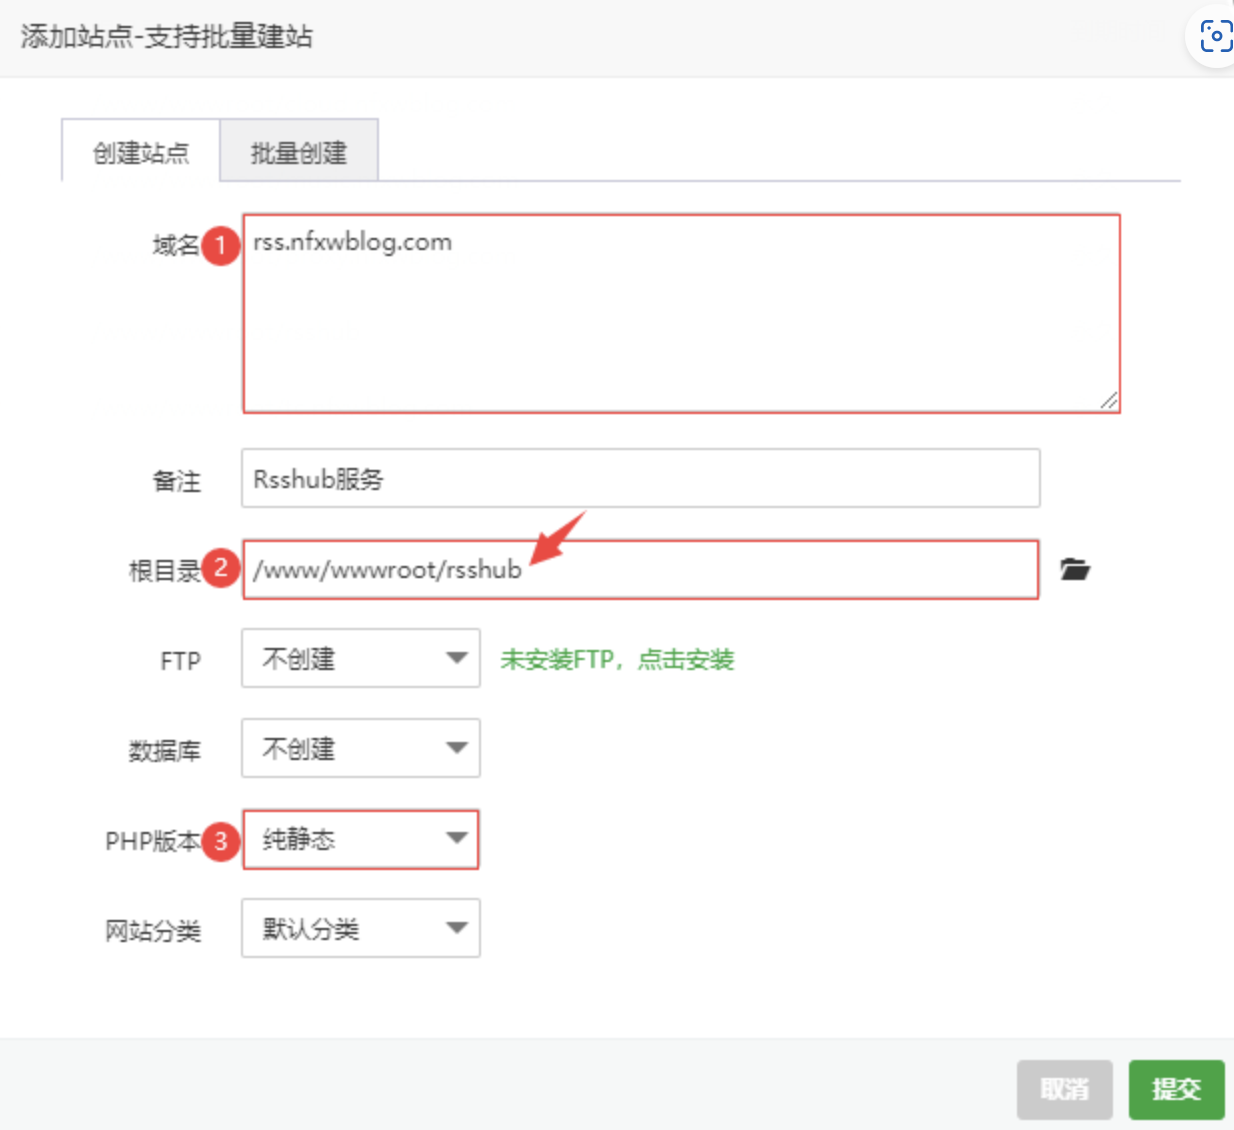 添加站点-支持批量建站
创建站点 批量创建
域名 1 rss.nfxwblog.com
备注 Rsshub服务
根目录 2 /www/wwwroot/rsshub
FTP 不创建 未安装FTP，点击安装
数据库 不创建
PHP版本 3 纯静态
网站分类 默认分类
取消 提交